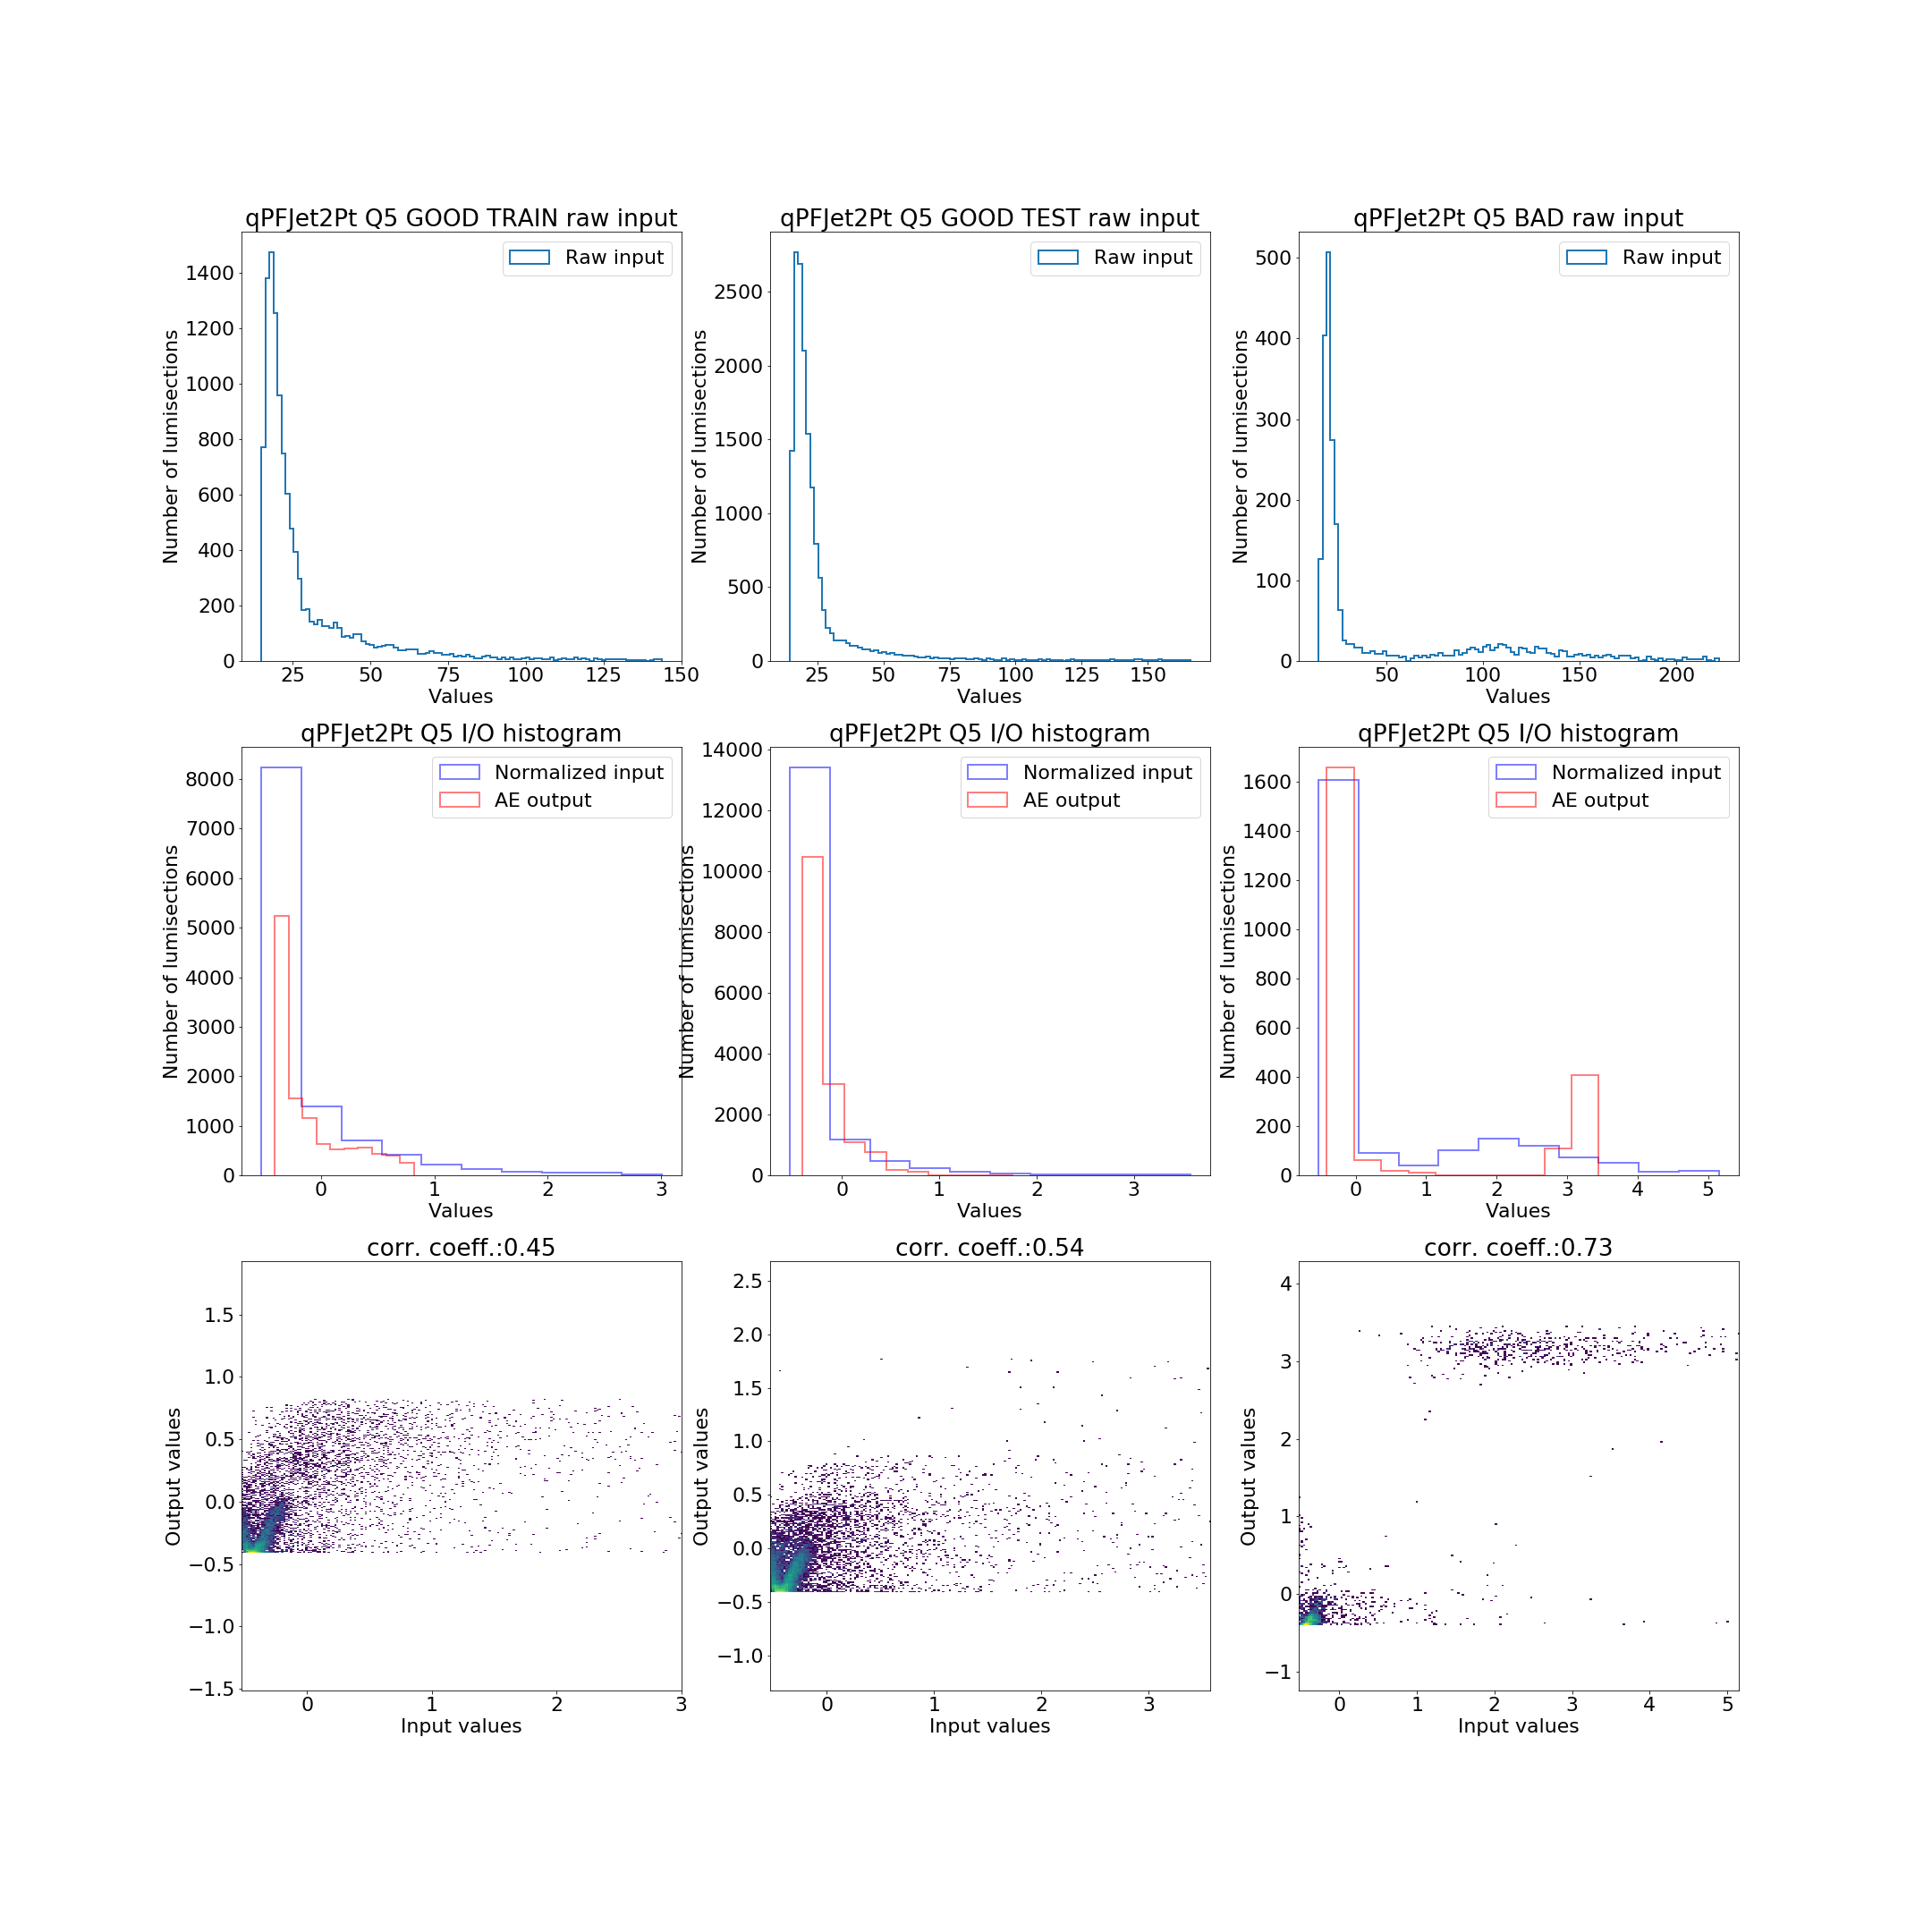 qPFJet2Pt Q5 GOOD TRAIN raw input
Raw input
1400
1200
1000
800
600
400
200
0
Number of lumisections
25 50 75 100 125 150
Values
qPFJet2Pt Q5 GOOD TEST raw input
Raw input
2500
2000
1500
1000
500
0
Number of lumisections
25 50 75 100 125 150
Values
qPFJet2Pt Q5 BAD raw input
Raw input
500
400
300
200
100
0
Number of lumisections
50 100 150 200
Values
qPFJet2Pt Q5 I/O histogram
Normalized input
AE output
8000
7000
6000
5000
4000
3000
2000
1000
0
Number of lumisections
0 1 2 3
Values
qPFJet2Pt Q5 I/O histogram
Normalized input
AE output
14000
12000
10000
8000
6000
4000
2000
0
Number of lumisections
0 1 2 3
Values
qPFJet2Pt Q5 I/O histogram
Normalized input
AE output
1600
1400
1200
1000
800
600
400
200
0
Number of lumisections
0 1 2 3 4 5
Values
corr. coeff.:0.45
1.5
1.0
0.5
0.0
−0.5
−1.0
−1.5
Output values
0 1 2 3
Input values
corr. coeff.:0.54
2.5
2.0
1.5
1.0
0.5
0.0
−0.5
−1.0
Output values
0 1 2 3
Input values
corr. coeff.:0.73
4
3
2
1
0
−1
Output values
0 1 2 3 4 5
Input values